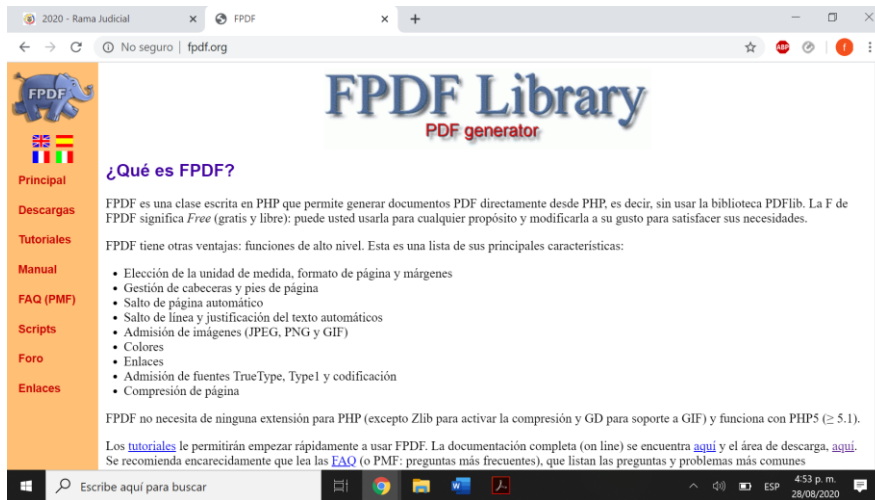 2020 - Rama Judicial
FPDF
No seguro | fpdf.org
ABP
f
FPDF
FPDF Library
PDF generator
Principal
Descargas
Tutoriales
Manual
FAQ (PMF)
Scripts
Foro
Enlaces
¿Qué es FPDF?
FPDF es una clase escrita en PHP que permite generar documentos PDF directamente desde PHP, es decir, sin usar la biblioteca PDFlib. La F de
FPDF significa Free (gratis y libre): puede usted usarla para cualquier propósito y modificarla a su gusto para satisfacer sus necesidades.
FPDF tiene otras ventajas: funciones de alto nivel. Esta es una lista de sus principales características:
• Elección de la unidad de medida, formato de página y márgenes
• Gestión de cabeceras y pies de página
• Salto de página automático
• Salto de línea y justificación del texto automáticos
• Admisión de imágenes (JPEG, PNG y GIF)
• Colores
• Enlaces
• Admisión de fuentes TrueType, Type1 y codificación
• Compresión de página
FPDF no necesita de ninguna extensión para PHP (excepto Zlib para activar la compresión y GD para soporte a GIF) y funciona con PHP5 (≥ 5.1).
Los tutoriales le permitirán empezar rápidamente a usar FPDF. La documentación completa (on line) se encuentra aquí y el área de descarga, aquí.
Se recomienda encarecidamente que lea las FAQ (o PMF: preguntas más frecuentes), que listan las preguntas y problemas más comunes
Escribe aquí para buscar
ESP
4:53 p. m.
28/08/2020